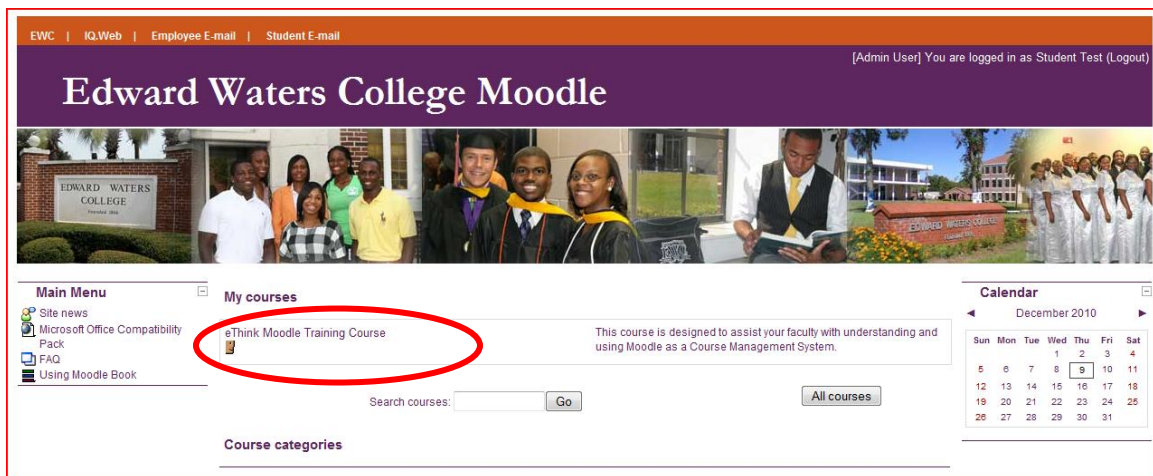 EWC | IQ.Web | Employee E-mail | Student E-mail
[Admin User] You are logged in as Student Test (Logout)
Edward Waters College Moodle
EDWARD WATERS
COLLEGE
EDWARD WATERS COLLEGE
Main Menu
Site news
Microsoft Office Compatibility
Pack
FAQ
Using Moodle Book
My courses
eThink Moodle Training Course
This course is designed to assist your faculty with understanding and
using Moodle as a Course Management System.
Search courses: Go
All courses
Course categories
Calendar
◄ December 2010 ►
Sun Mon Tue Wed Thu Fri Sat
1 2 3 4
5 6 7 8 9 10 11
12 13 14 15 16 17 18
19 20 21 22 23 24 25
26 27 28 29 30 31